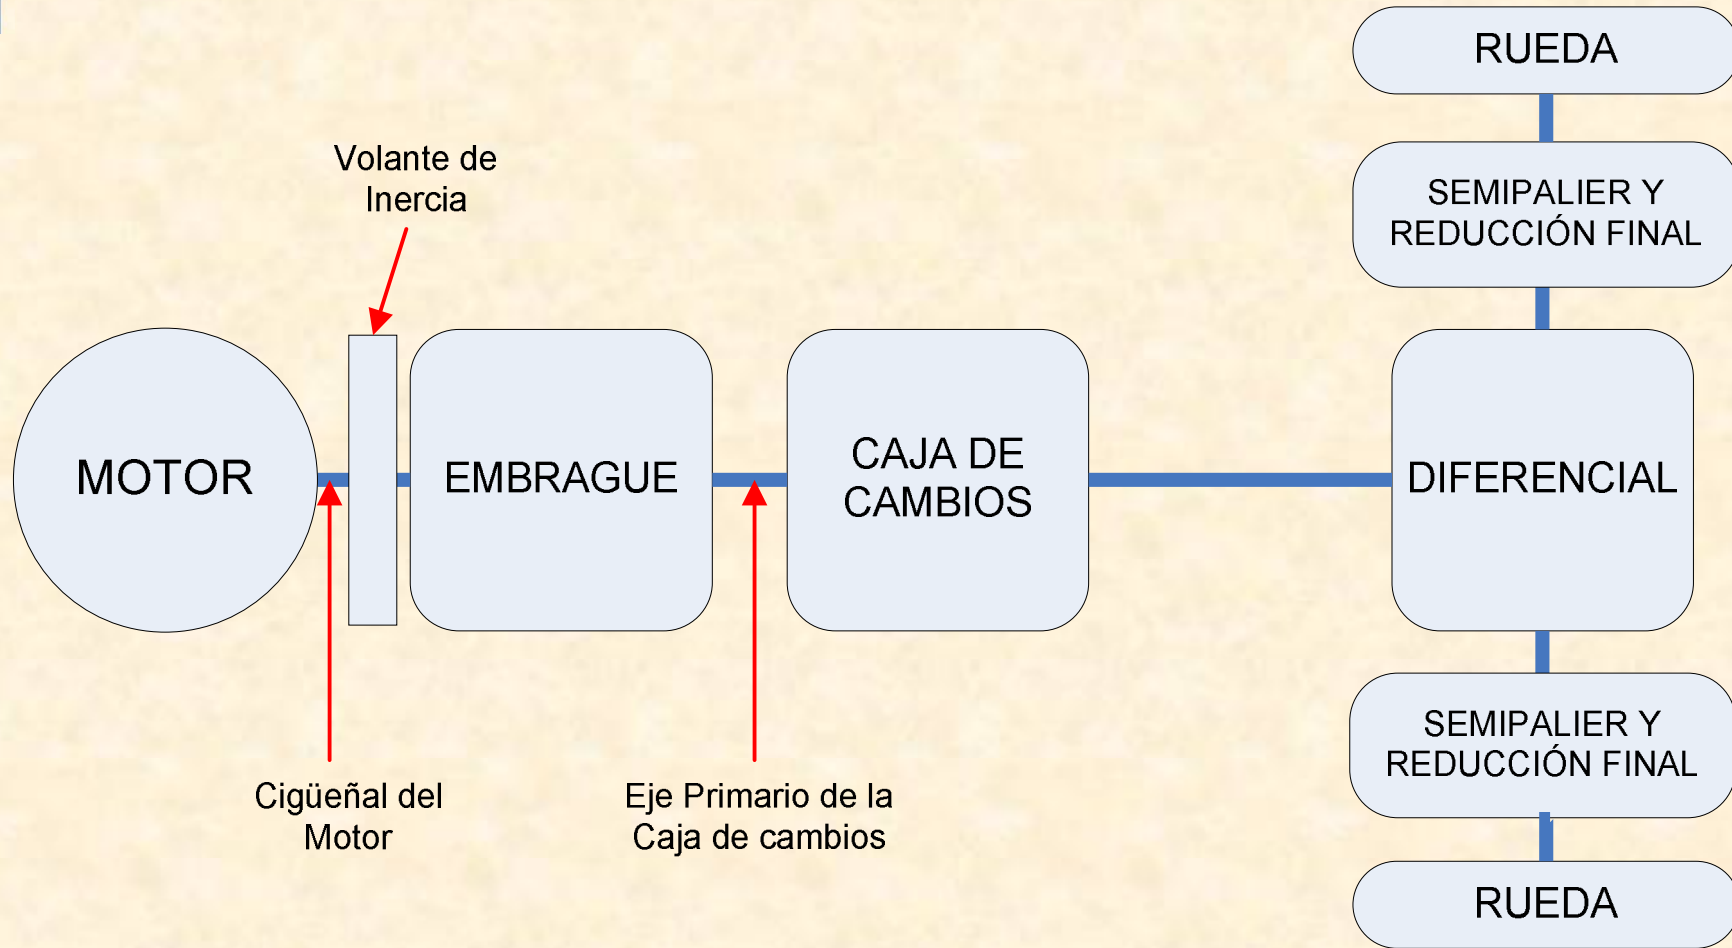 RUEDA
Volante de
Inercia
SEMIPALIER Y
REDUCCIÓN FINAL
MOTOR
EMBRAGUE
CAJA DE
CAMBIOS
DIFERENCIAL
SEMIPALIER Y
REDUCCIÓN FINAL
Cigüeñal del
Motor
Eje Primario de la
Caja de cambios
RUEDA